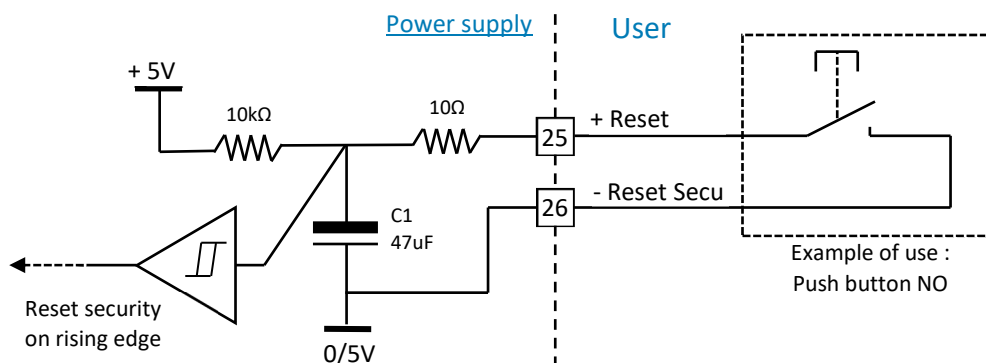 Power supply
User
+ 5V
10kΩ
10Ω
25
+ Reset
26
- Reset Secu
C1
47uF
Example of use :
Push button NO
Reset security
on rising edge
0/5V